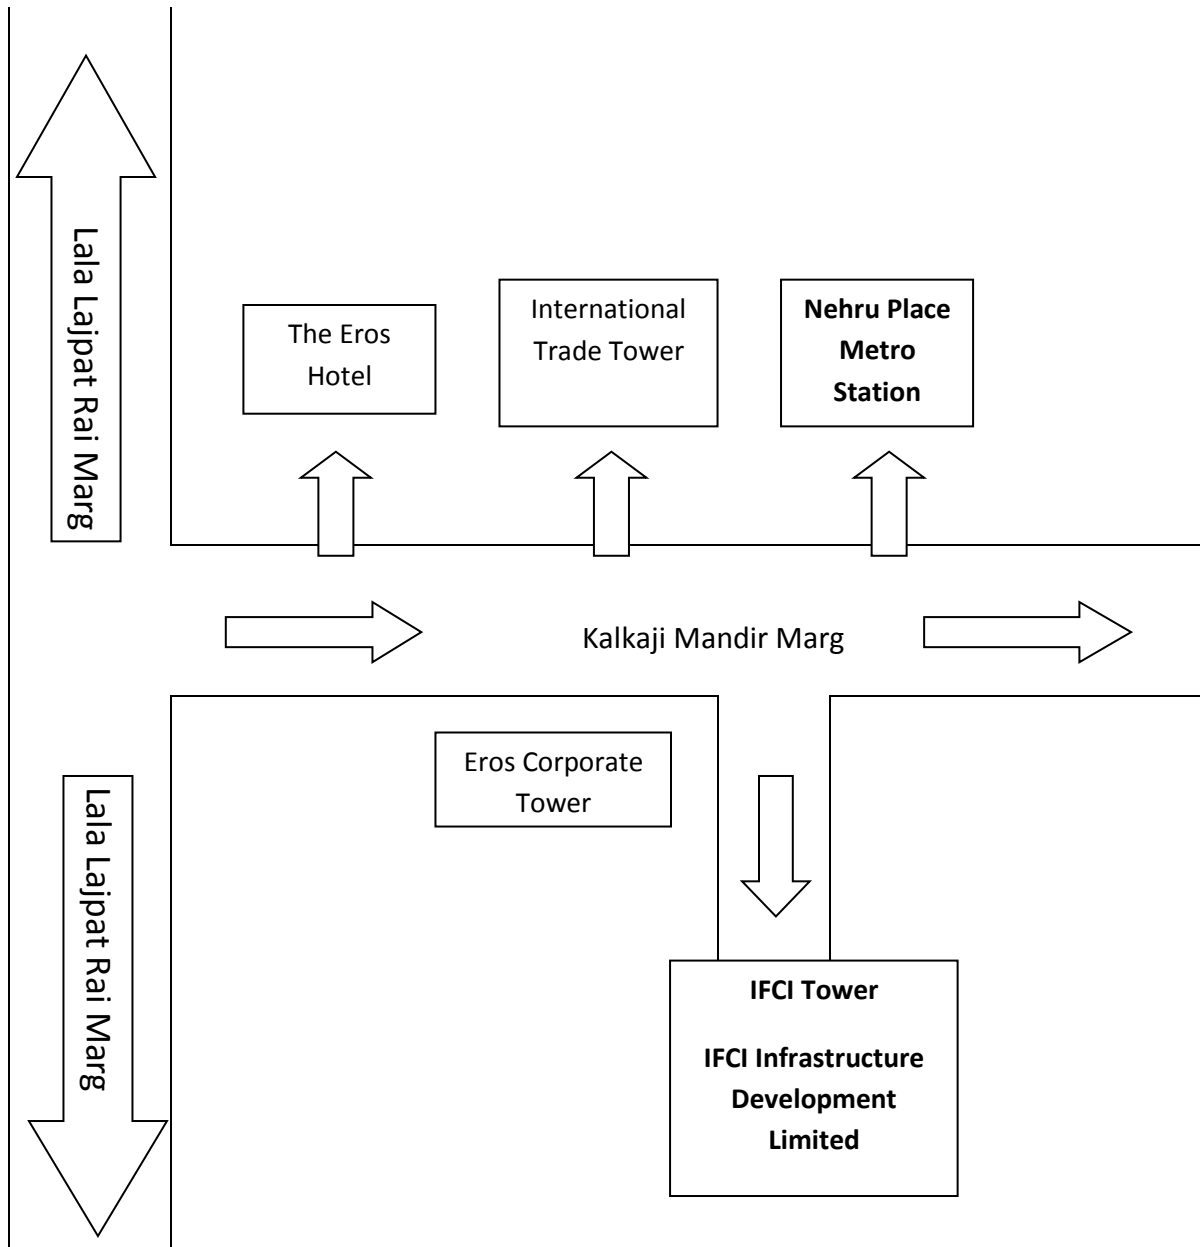 Lala Lajpat Rai Marg
The Eros
Hotel
International
Trade Tower
Nehru Place
Metro
Station
Kalkaji Mandir Marg
Eros Corporate
Tower
Lala Lajpat Rai Marg
IFCI Tower
IFCI Infrastructure
Development
Limited